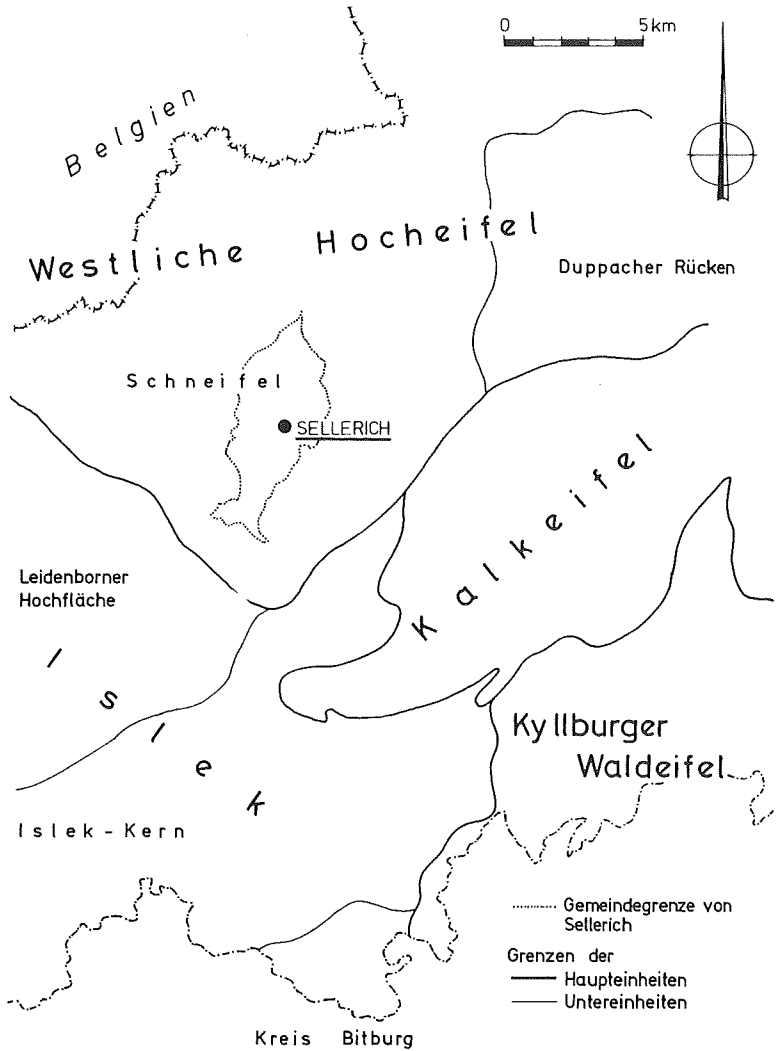 0 5km
Belgien
Westliche Hocheifel
Duppacher Rücken
Schneifel
SELLERICH
Kalkeifel
Leidenborner
Hochfläche
Islek
Kyllburger
Waldeifel
Islek-Kern
Gemeindegrenze von
Sellerich
Grenzen der
Haupteinheiten
Untereinheiten
Kreis Bitburg